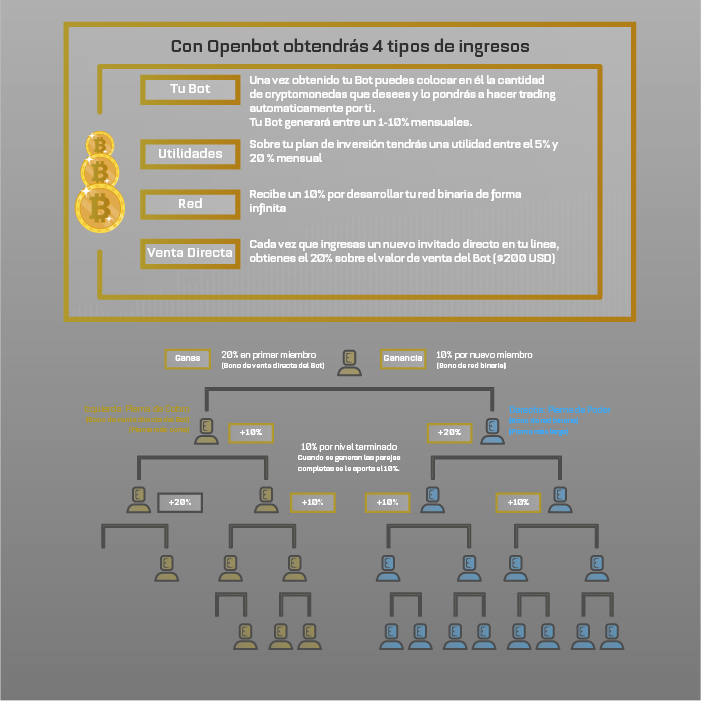 Con Openbot obtendrás 4 tipos de ingresos
Tu Bot
Una vez obtenido tu Bot puedes colocar en él la cantidad
de cryptomonedas que desees y lo pondrás a hacer trading
automaticamente por ti.
Tu Bot generará entre un 1-10% mensuales.
Utilidades
Sobre tu plan de inversión tendrás una utilidad entre el 5% y
20 % mensual
Red
Recibe un 10% por desarrollar tu red binaria de forma
infinita
Venta Directa
Cada vez que ingresas un nuevo invitado directo en tu linea,
obtienes el 20% sobre el valor de venta del Bot ($200 USD)
Ganas
20% en primer miembro
(Bono de venta directa del Bot)
Ganancia
10% por nuevo miembro
(Bono de red binaria)
+10%
+20%
10% por nivel terminado
Cuando se generan las parejas
completas se le aporta el 10%.
+20%
+10%
+10%
+10%